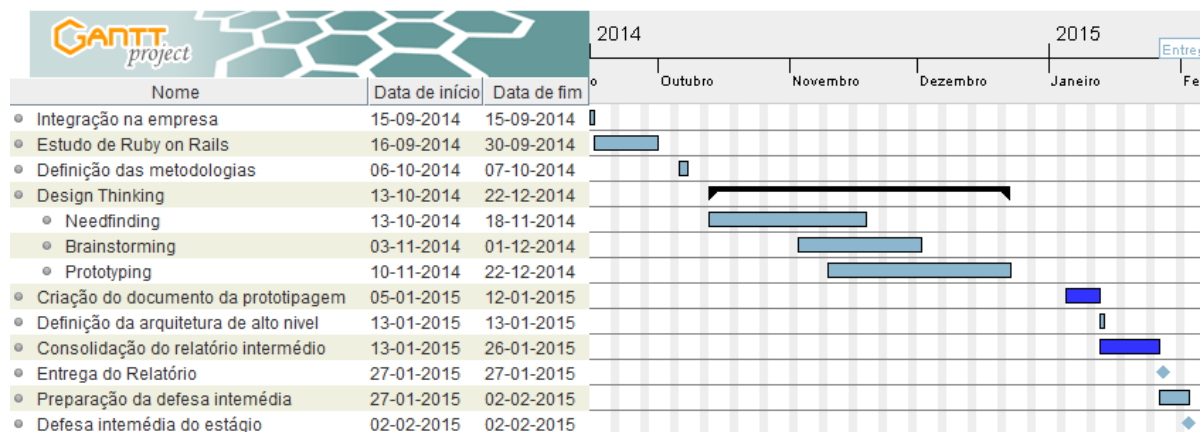 GANTT
project
2014
2015
Entreg
o
Outubro
Novembro
Dezembro
Janeiro
Fe
Nome
Data de início
Data de fim
Integração na empresa 15-09-2014 15-09-2014
Estudo de Ruby on Rails 16-09-2014 30-09-2014
Definição das metodologias 06-10-2014 07-10-2014
Design Thinking 13-10-2014 22-12-2014
Needfinding 13-10-2014 18-11-2014
Brainstorming 03-11-2014 01-12-2014
Prototyping 10-11-2014 22-12-2014
Criação do documento da prototipagem 05-01-2015 12-01-2015
Definição da arquitetura de alto nivel 13-01-2015 13-01-2015
Consolidação do relatório intermédio 13-01-2015 26-01-2015
Entrega do Relatório 27-01-2015 27-01-2015
Preparação da defesa intemédia 27-01-2015 02-02-2015
Defesa intemédia do estágio 02-02-2015 02-02-2015